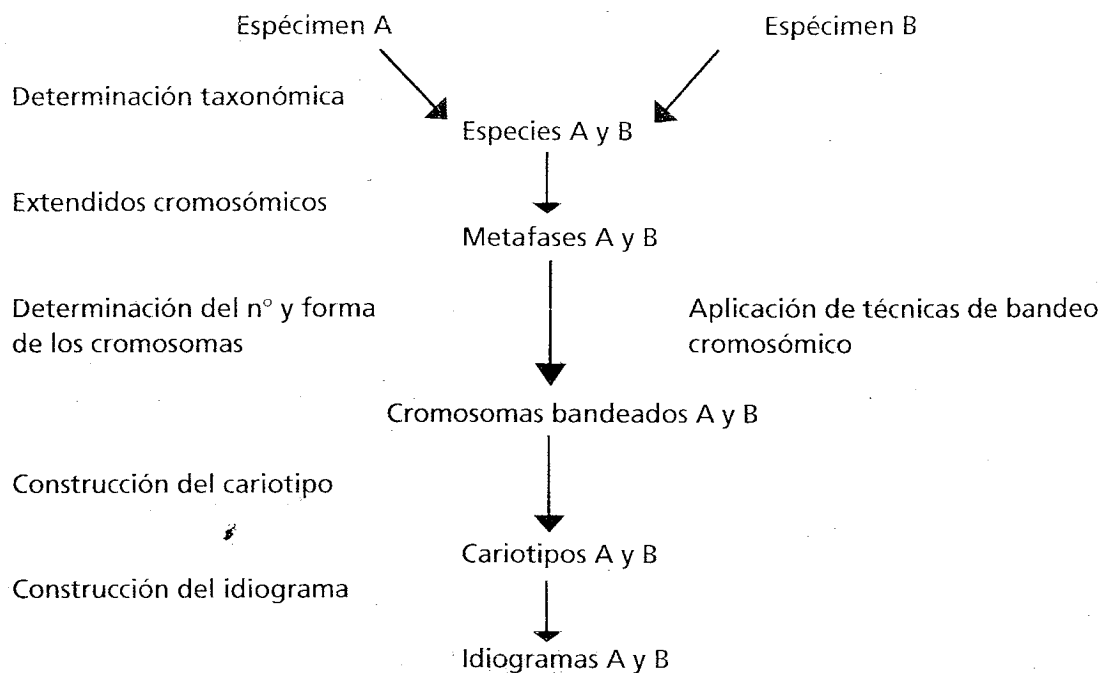 Espécimen A
Espécimen B
Determinación taxonómica
Especies A y B
Extendidos cromosómicos
Metafases A y B
Determinación del n° y forma
de los cromosomas
Aplicación de técnicas de bandeo
cromosómico
Cromosomas bandeados A y B
Construcción del cariotipo
Cariotipos A y B
Construcción del idiograma
Idiogramas A y B